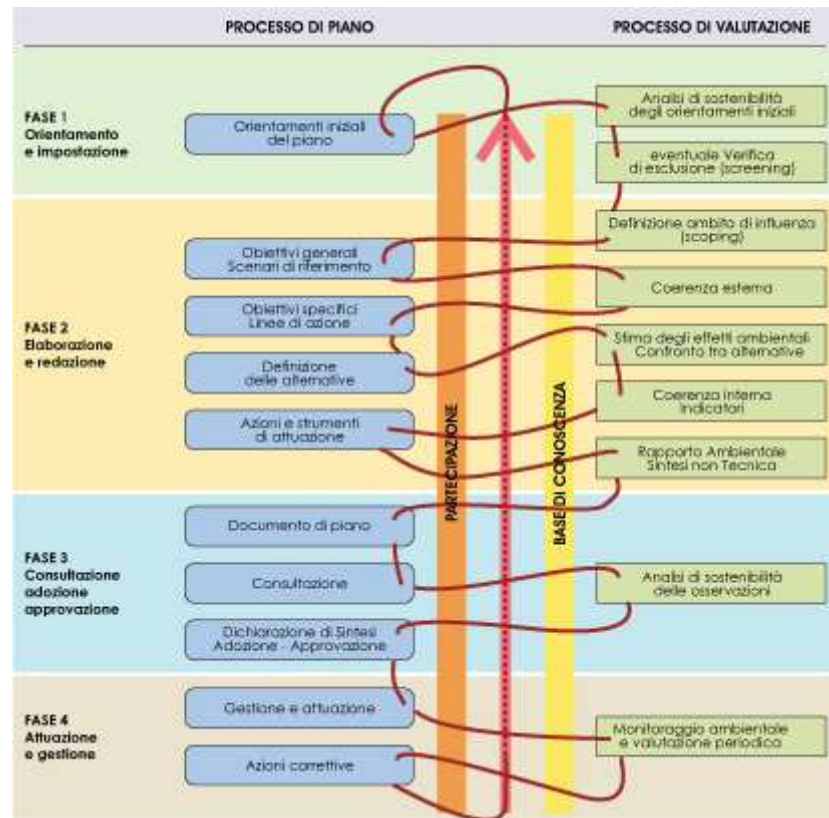 PROCESSO DI PIANO
PROCESSO DI VALUTAZIONE
FASE 1
Orientamento
e impostazione
Orientamenti iniziali
del piano
Analisi di sostenibilità
degli orientamenti iniziali
eventuale Verifica
di esclusione (screening)
FASE 2
Elaborazione
e redazione
Obiettivi generali
Scenari di riferimento
Obiettivi specifici
Linee di azione
Definizione
delle alternative
Azioni e strumenti
di attuazione
Definizione ambito di influenza
(scoping)
Coerenza esterna
Stima degli effetti ambientali
Confronto tra alternative
Coerenza interna
Indicatori
Rapporto Ambientale
Sintesi non Tecnica
PARTECIPAZIONE
BASE DI CONOSCENZA
FASE 3
Consultazione
adozione
approvazione
Documento di piano
Consultazione
Dichiarazione di Sintesi
Adozione - Approvazione
Analisi di sostenibilità
delle osservazioni
FASE 4
Attuazione
e gestione
Gestione e attuazione
Azioni correttive
Monitoraggio ambientale
e valutazione periodica